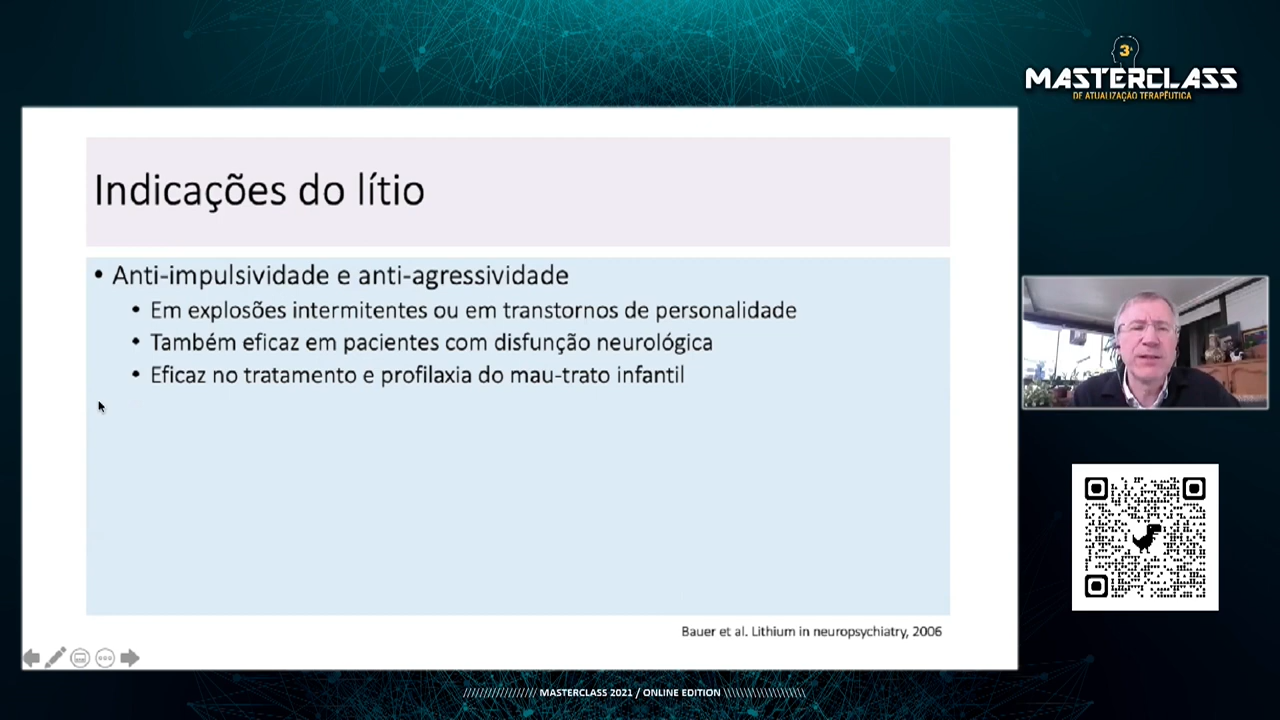 3ª
MASTERCLASS
DE ATUALIZAÇÃO TERAPÊUTICA
Indicações do lítio
• Anti-impulsividade e anti-agressividade
• Em explosões intermitentes ou em transtornos de personalidade
• Também eficaz em pacientes com disfunção neurológica
• Eficaz no tratamento e profilaxia do mau-trato infantil
Bauer et al. Lithium in neuropsychiatry, 2006
/////////////////// MASTERCLASS 2021 / ONLINE EDITION \\\\\\\\\\\\\\\\\\\\